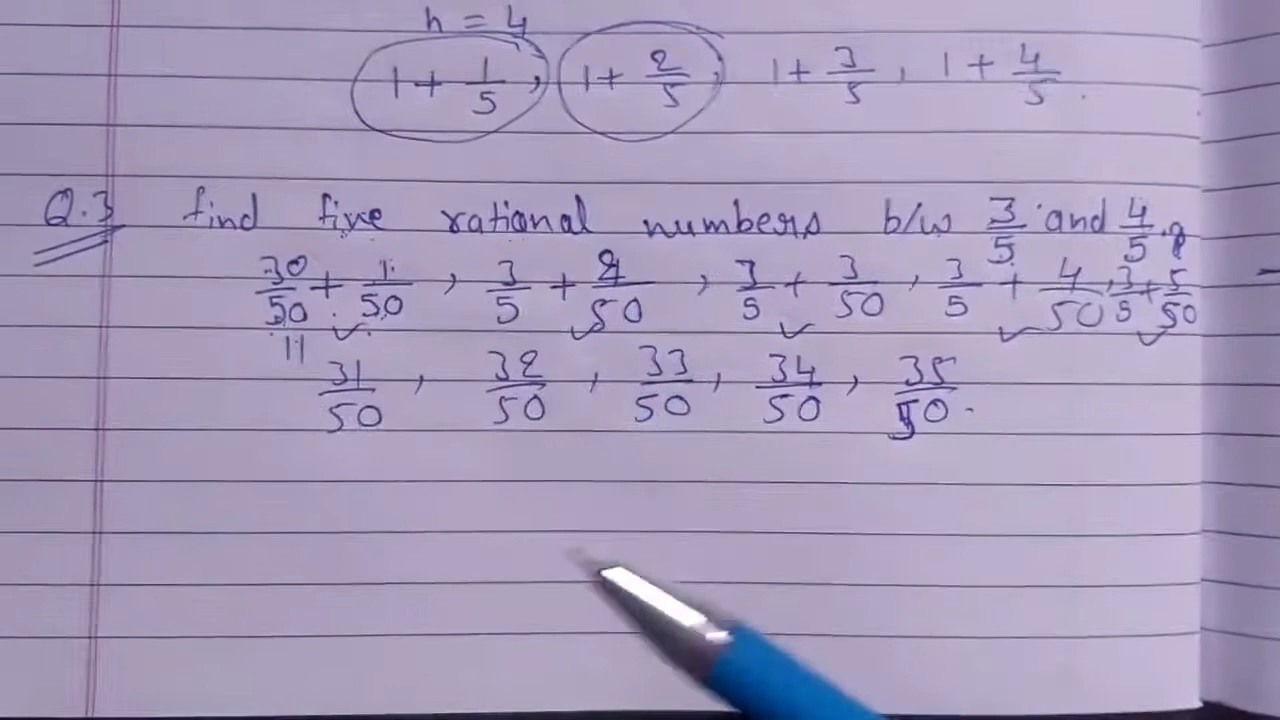 n = 4
1 + 1/5, 1 + 2/5, 1 + 3/5, 1 + 4/5.
Q.3 find five rational numbers b/w 3/5 and 4/5.
30/50 + 1/50, 3/5 + 2/50, 3/5 + 3/50, 3/5 + 4/50, 3/5 + 5/50
11
31/50, 32/50, 33/50, 34/50, 35/50.